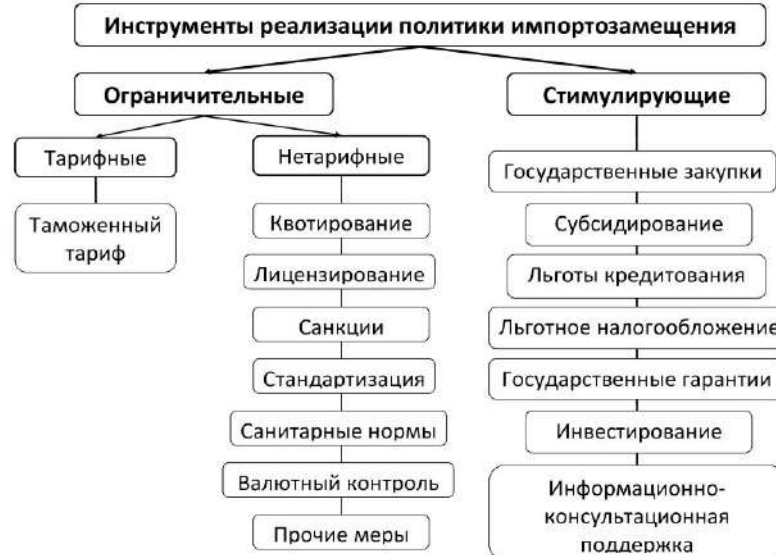 Инструменты реализации политики импортозамещения
Ограничительные
Стимулирующие
Тарифные
Нетарифные
Таможенный
тариф
Квотирование
Лицензирование
Санкции
Стандартизация
Санитарные нормы
Валютный контроль
Прочие меры
Государственные закупки
Субсидирование
Льготы кредитования
Льготное налогообложение
Государственные гарантии
Инвестирование
Информационно-
консультационная
поддержка